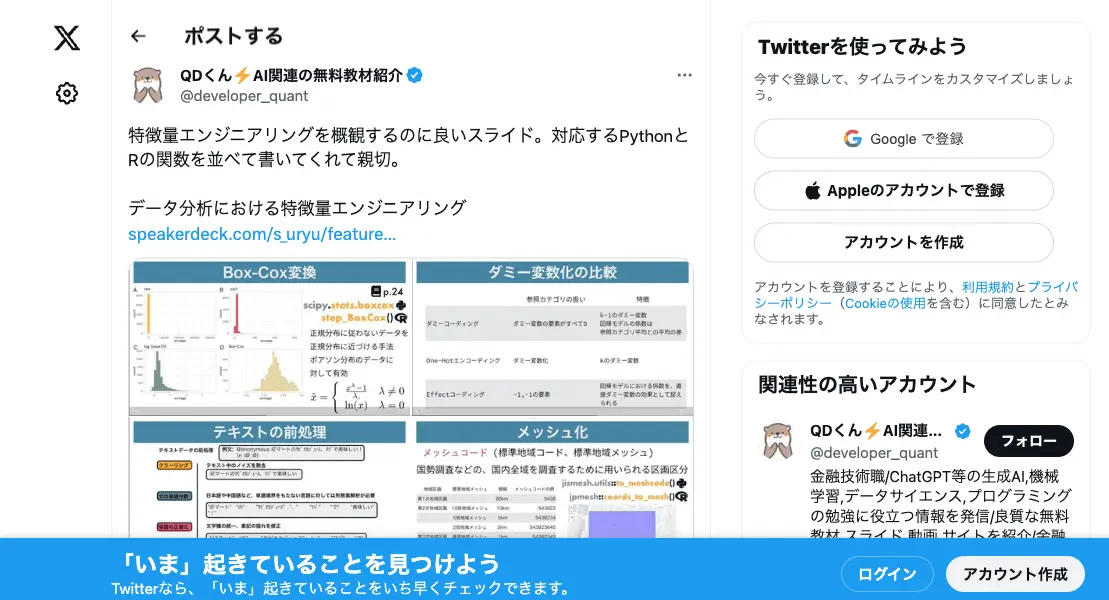 ポストする
QDくん⚡AI関連の無料教材紹介
@developer_quant
特徴量エンジニアリングを概観するのに良いスライド。対応するPythonと
Rの関数を並べて書いてくれて親切。
データ分析における特徴量エンジニアリング
speakerdeck.com/s_uryu/feature...
Box-Cox変換
p.24
scipy.stats.boxcox
step_BoxCox()
正規分布に従わないデータを
正規分布に近づける手法
ポアソン分布のデータに
対して有効
ダミー変数化の比較
参照カテゴリの扱い 特徴
ダミーコーディング ダミー変数の要素がすべて0
k-1のダミー変数
回帰モデルの係数は
参照カテゴリ平均との平均の差
One-Hotエンコーディング ダミー変数化 kのダミー変数
Effectコーディング -1,-1の要素
回帰モデルにおける係数を、直
接ダミー変数の効果として捉え
られる
テキストの前処理
テキストデータの前処理
クリーリング
テキスト中のノイズを除去
日本語や中国語など、単語境界をもたない言語に対しては形態素解析が必要
文字種の統一、表記の揺れを修正
メッシュ化
メッシュコード（標準地域コード、標準地域メッシュ）
国勢調査などの、国内全域を調査するために用いられる区画区分
jismesh.utils::to_meshcode()
jpmesh::coords_to_mesh()
Twitterを使ってみよう
今すぐ登録して、タイムラインをカスタマイズしましょ
う。
Google で登録
Appleのアカウントで登録
アカウントを作成
アカウントを登録することにより、利用規約とプライバ
シーポリシー（Cookieの使用を含む）に同意したとみ
なされます。
関連性の高いアカウント
QDくん⚡AI関連...
@developer_quant
フォロー
金融技術職/ChatGPT等の生成AI,機械
学習,データサイエンス,プログラミング
の勉強に役立つ情報を発信/良質な無料
教材,スライド,動画,サイトを紹介/金融
「いま」起きていることを見つけよう
Twitterなら、「いま」起きていることをいち早くチェックできます。
ログイン
アカウント作成